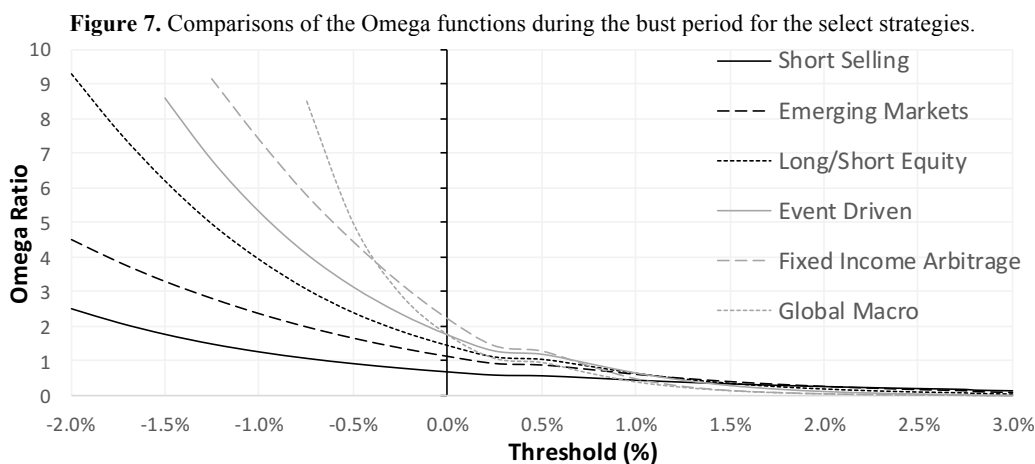 Figure 7. Comparisons of the Omega functions during the bust period for the select strategies.
10
9
8
7
6
5
4
3
2
1
0
Omega Ratio
Short Selling
Emerging Markets
Long/Short Equity
Event Driven
Fixed Income Arbitrage
Global Macro
-2.0% -1.5% -1.0% -0.5% 0.0% 0.5% 1.0% 1.5% 2.0% 2.5% 3.0%
Threshold (%)